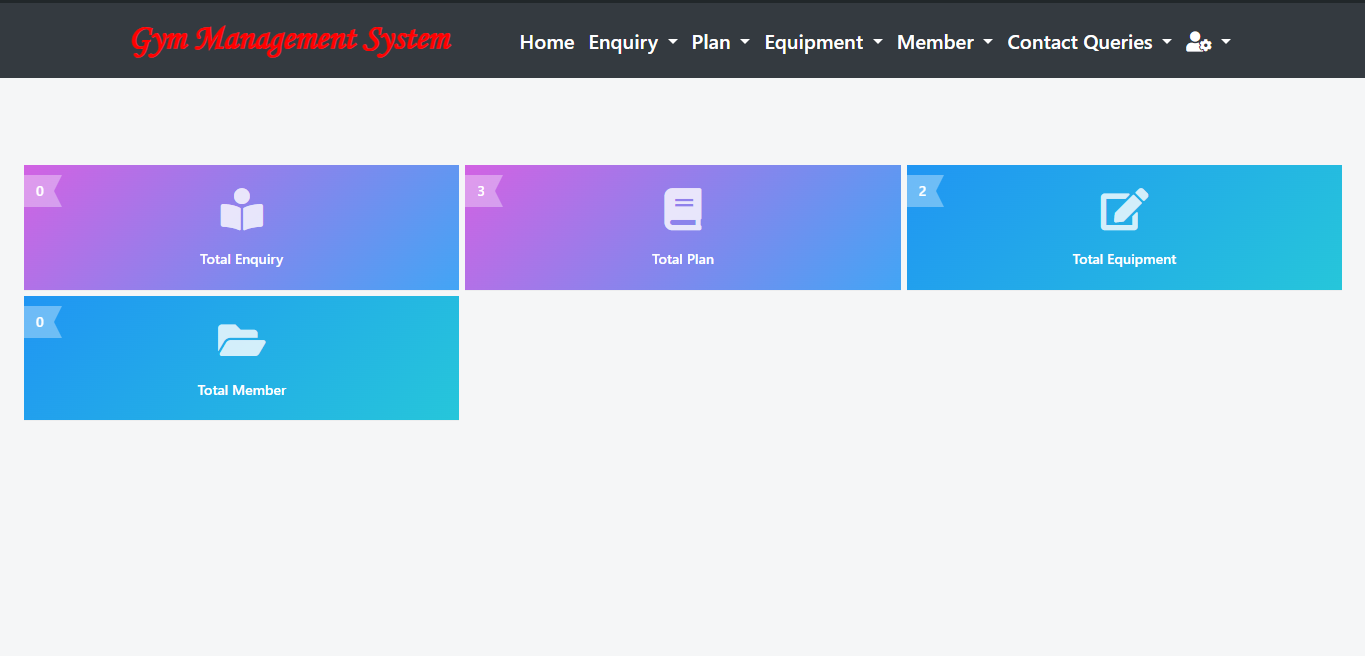 Gym Management System Home Enquiry Plan Equipment Member Contact Queries
0
Total Enquiry
3
Total Plan
2
Total Equipment
0
Total Member